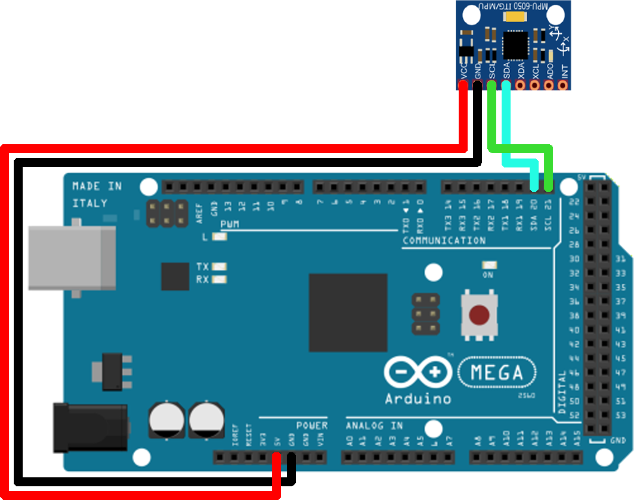 MPU-6050 ITG/MPU
VCC GND SCL SDA XDA XCL ADO INT
Y
X
MADE IN
ITALY
AREF GND 13 12 11 10 9 8 7 6 5 4 3 2 1 0
TX0 RX0
TX3 14 RX3 15 TX2 16 RX2 17 TX1 18 RX1 19 SDA 20 SCL 21
5V
PWM
COMMUNICATION
L
TX
RX
ON
22
24
26
28
30 31
32 33
34 35
36 37
38 39
40 41
42 43
44 45
46 47
48 49
50 51
52 53
DIGITAL
GND
TM
MEGA
2560
Arduino
POWER
ANALOG IN
IOREF RESET 3V3 5V GND GND VIN
A0 A1 A2 A3 A4 A5 A6 A7
A8 A9 A10 A11 A12 A13 A14 A15